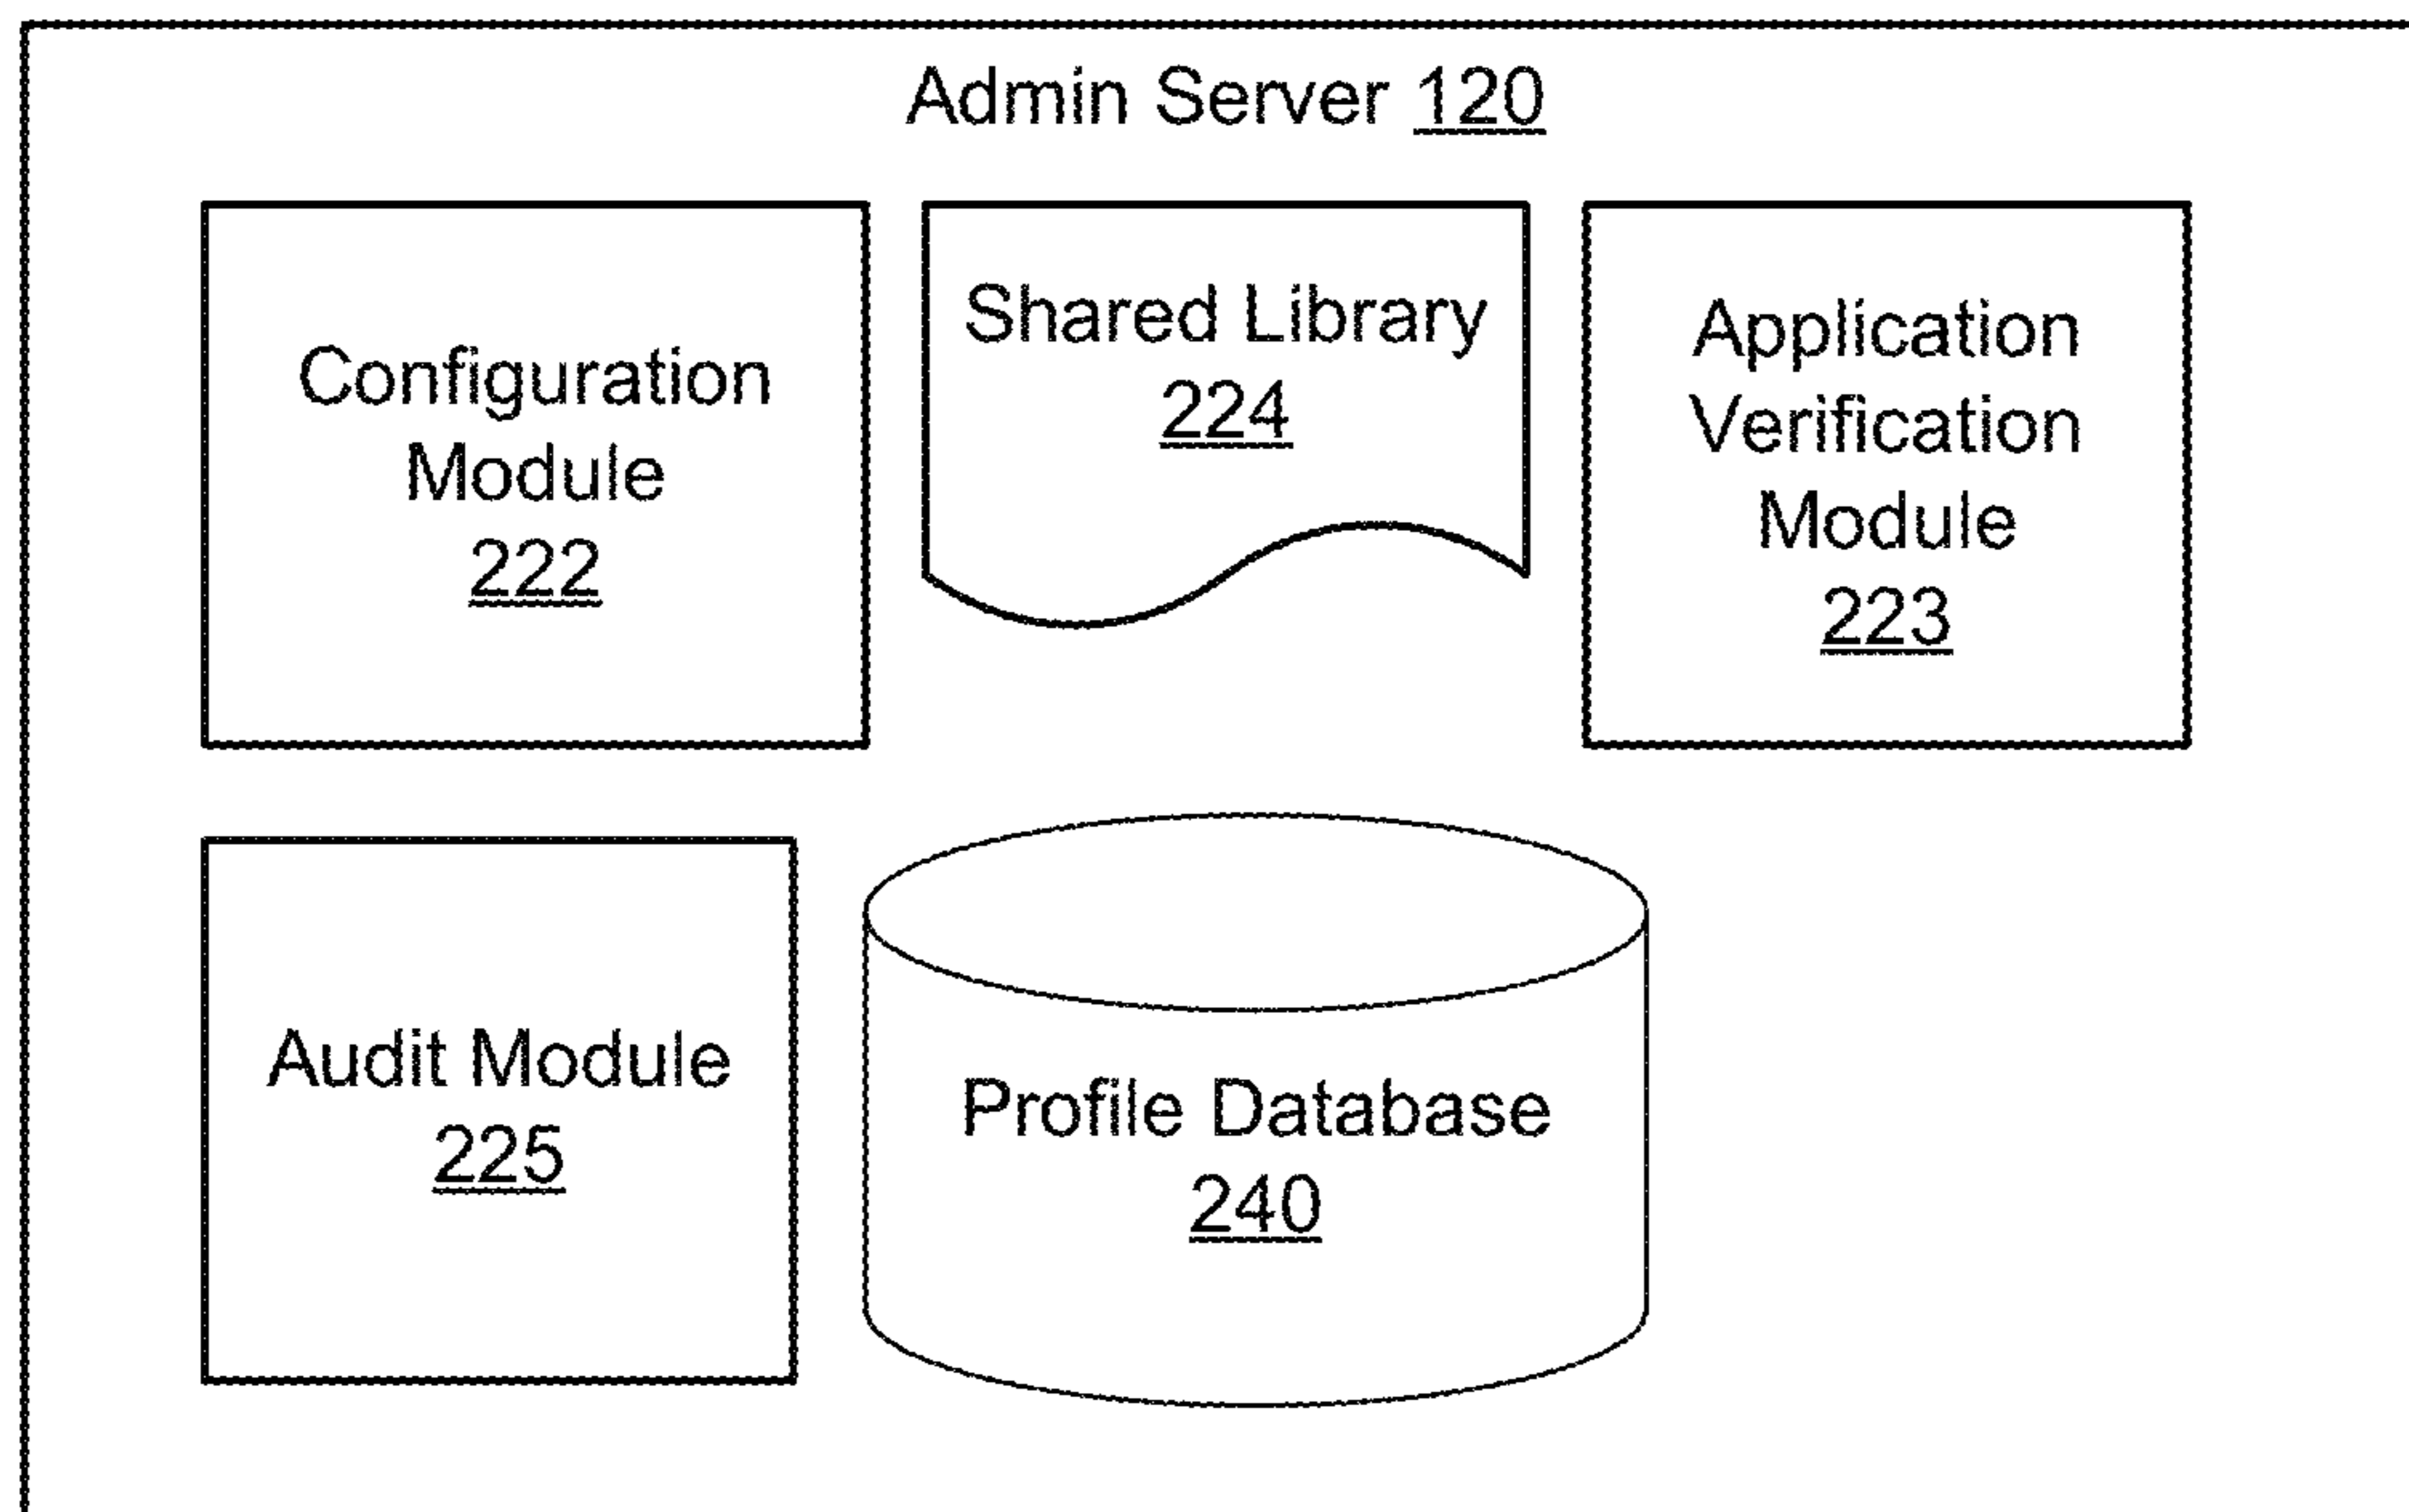 Admin Server 120
Configuration
Module
222
Shared Library
224
Application
Verification
Module
223
Audit Module
225
Profile Database
240